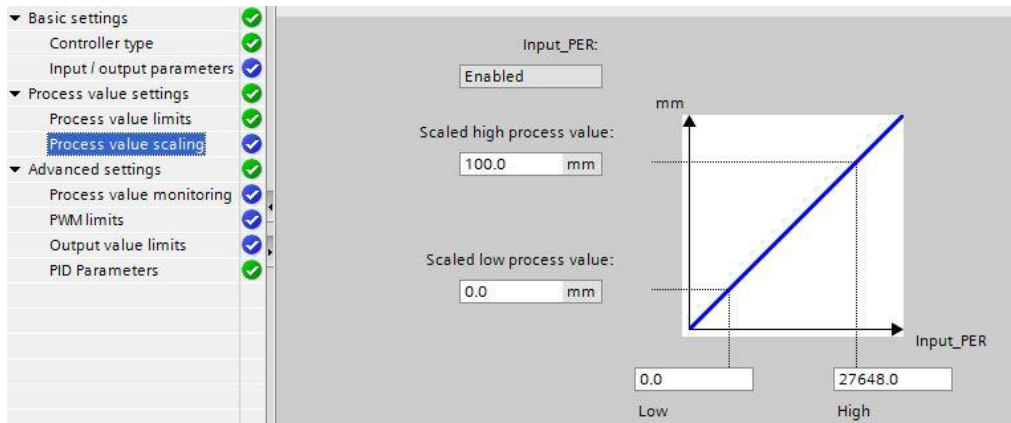 Basic settings
Controller type
Input / output parameters
Process value settings
Process value limits
Process value scaling
Advanced settings
Process value monitoring
PWM limits
Output value limits
PID Parameters
Input_PER:
Enabled
Scaled high process value:
100.0 mm
Scaled low process value:
0.0 mm
mm
Input_PER
0.0 27648.0
Low High